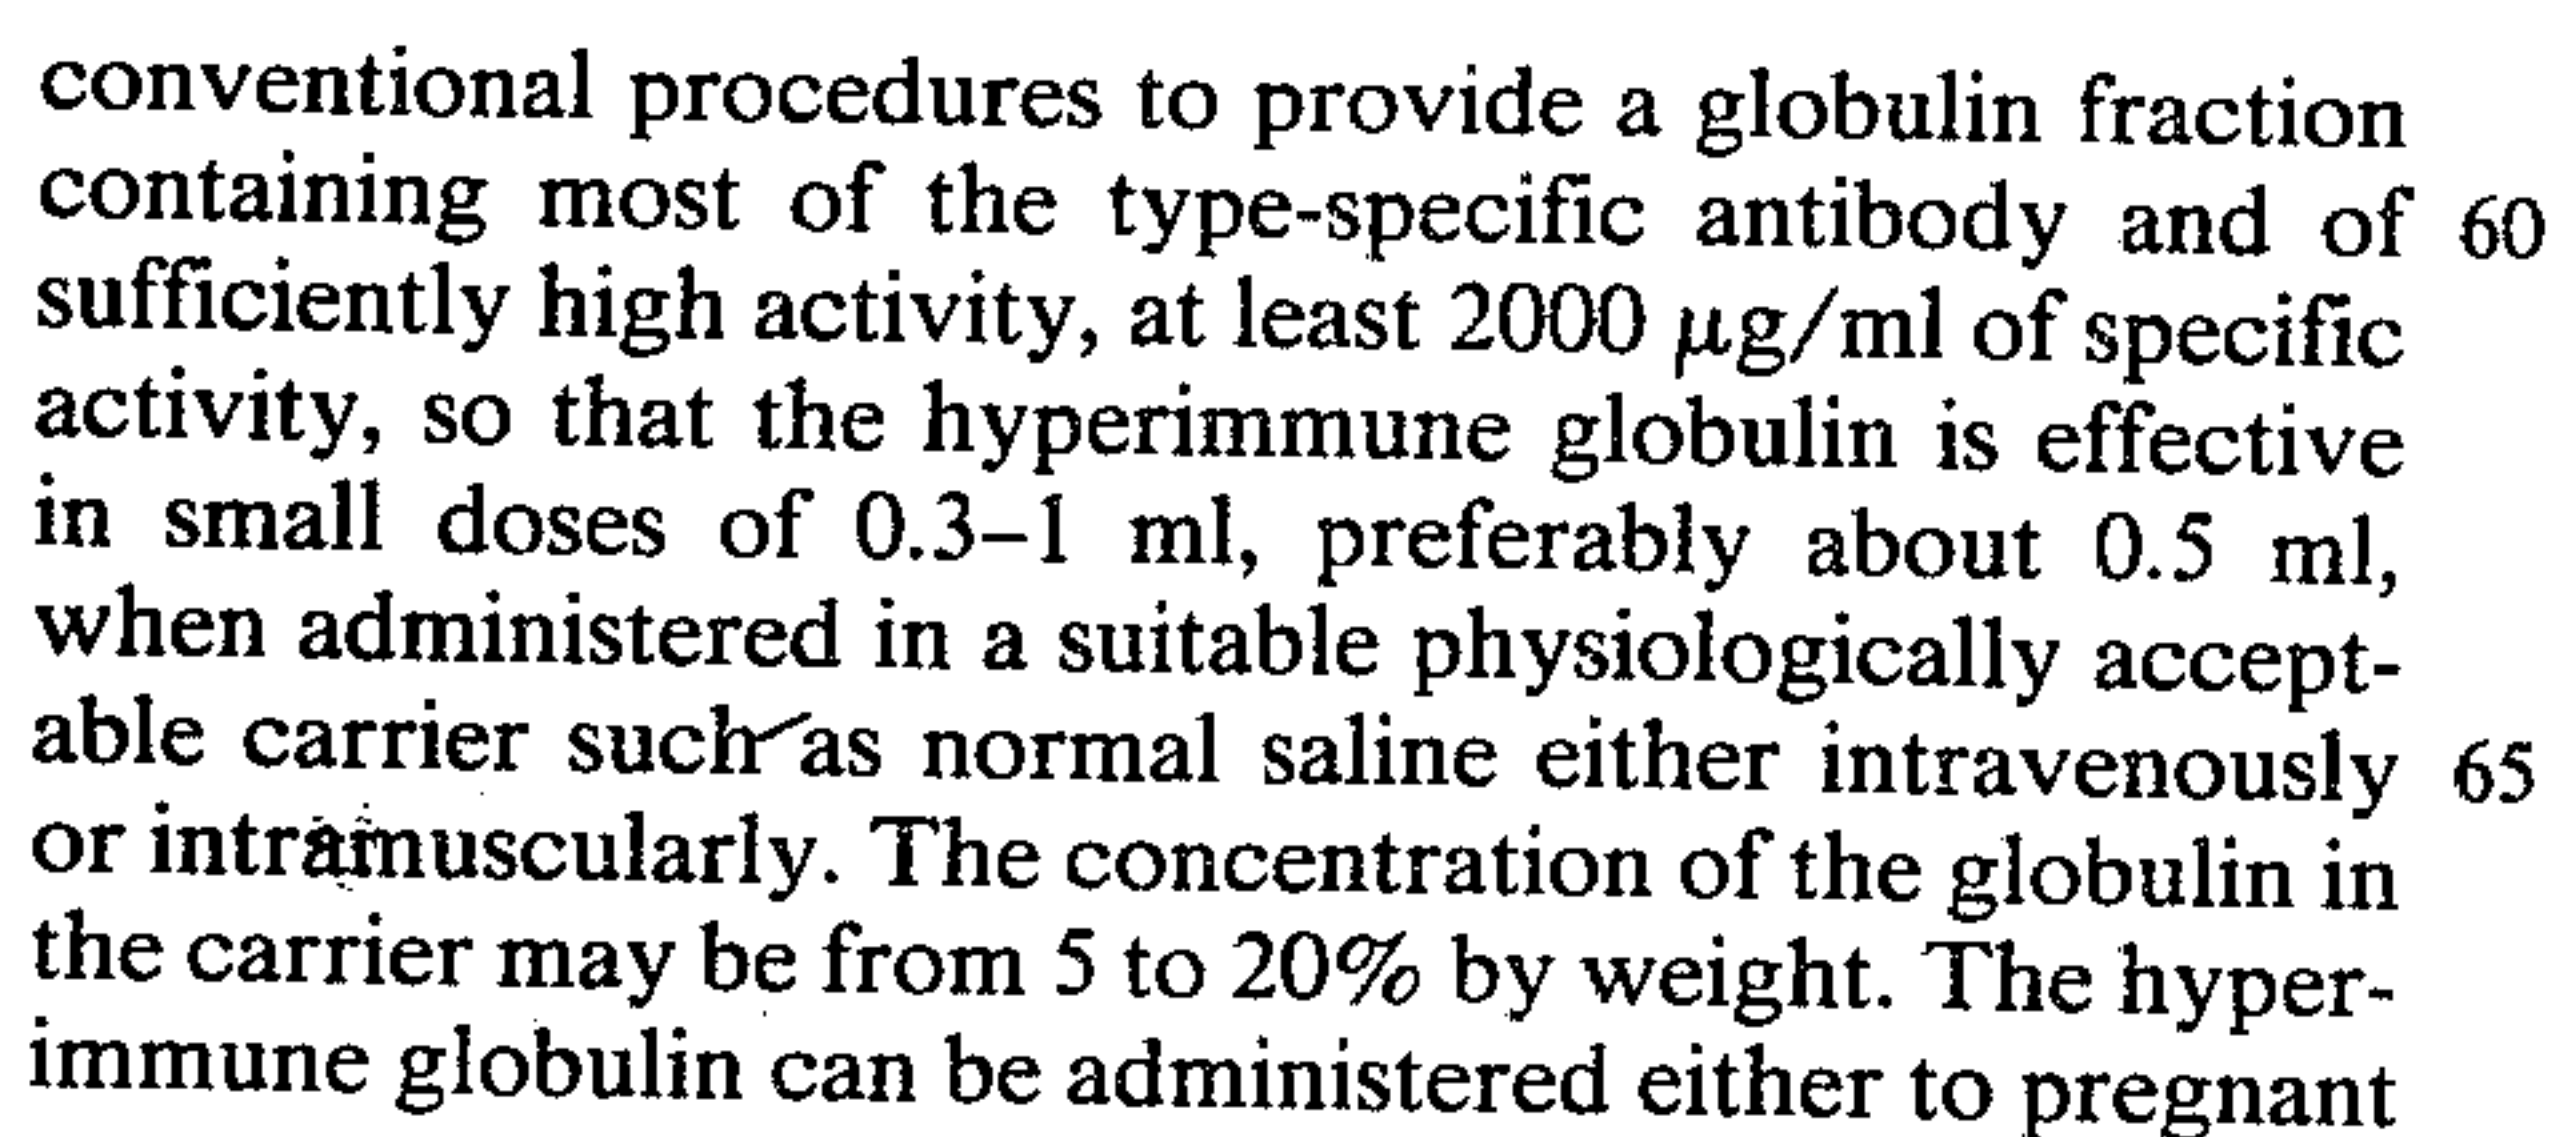 conventional procedures to provide a globulin fraction
containing most of the type-specific antibody and of 60
sufficiently high activity, at least 2000 μg/ml of specific
activity, so that the hyperimmune globulin is effective
in small doses of 0.3–1 ml, preferably about 0.5 ml,
when administered in a suitable physiologically accept-
able carrier such as normal saline either intravenously 65
or intramuscularly. The concentration of the globulin in
the carrier may be from 5 to 20% by weight. The hyper-
immune globulin can be administered either to pregnant